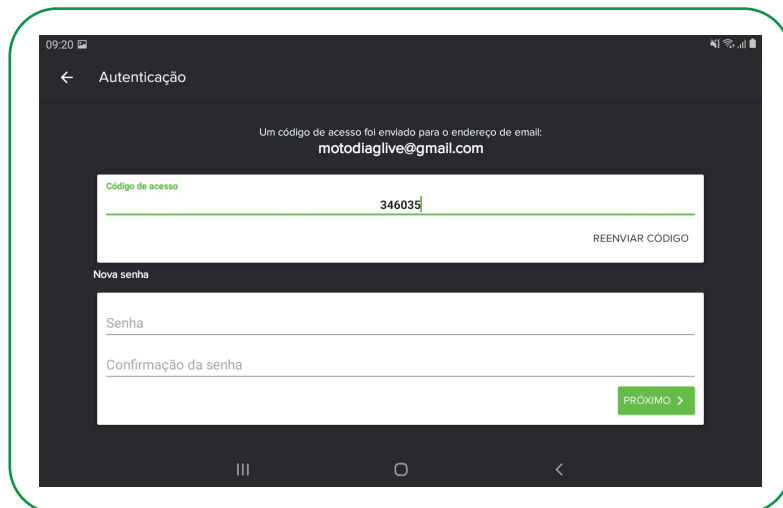 09:20
Autenticação
Um código de acesso foi enviado para o endereço de email:
motodiaglive@gmail.com
Código de acesso
346035
REENVIAR CÓDIGO
Nova senha
Senha
Confirmação da senha
PRÓXIMO